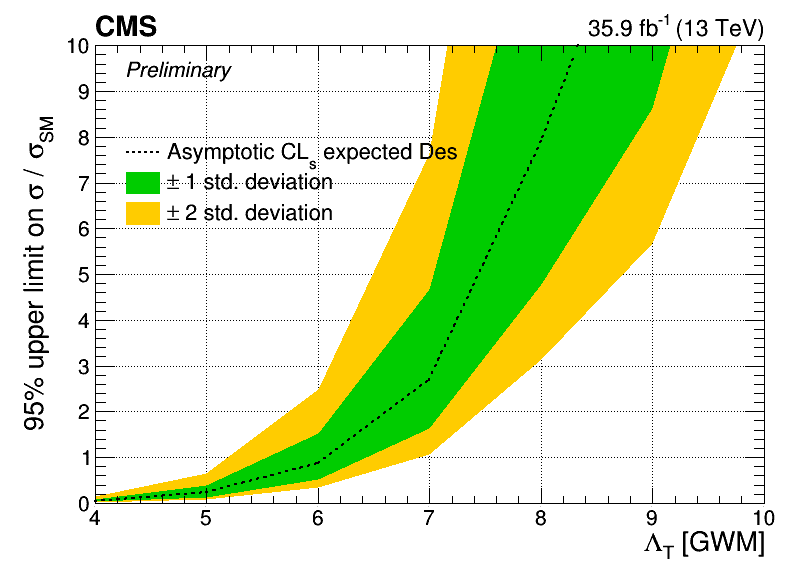 CMS
35.9 fb⁻¹ (13 TeV)
Preliminary
Asymptotic CLₛ expected Des
± 1 std. deviation
± 2 std. deviation
95% upper limit on σ / σ_SM
10
9
8
7
6
5
4
3
2
1
0
4 5 6 7 8 9 10
Λ_T [GWM]